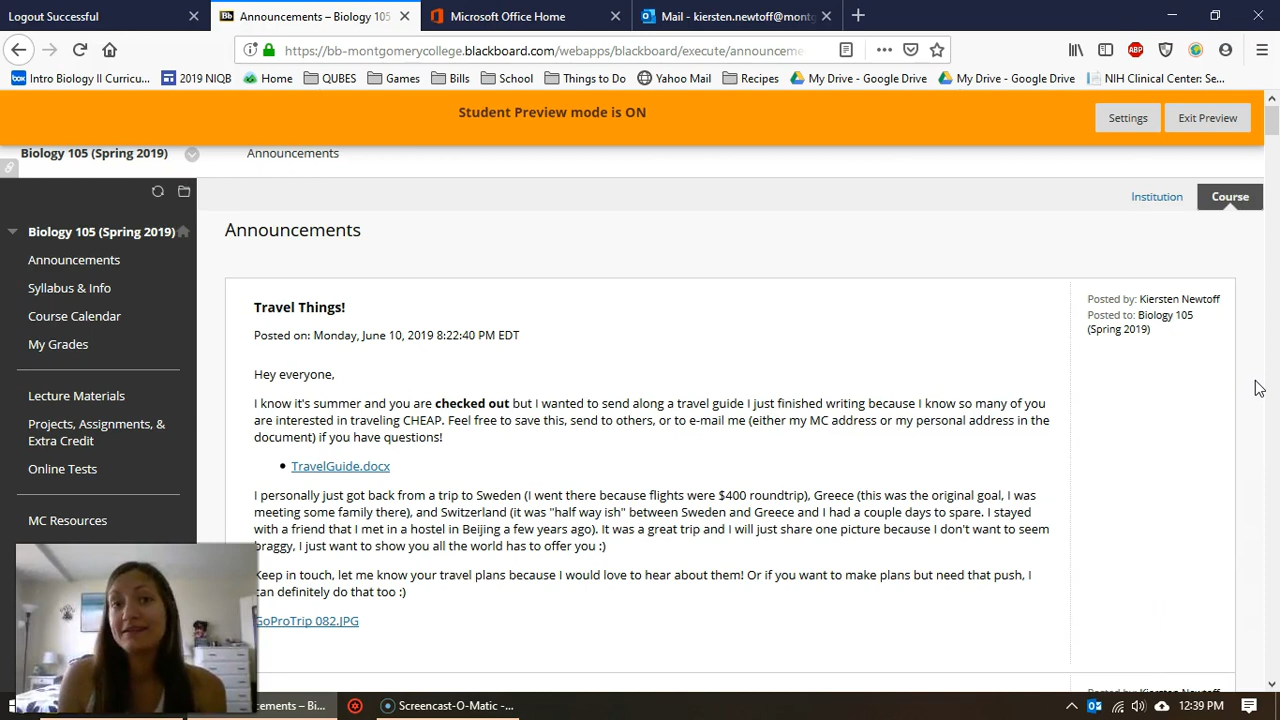 Logout Successful
Announcements – Biology 105
Microsoft Office Home
Mail - kiersten.newtoff@mont
https://bb-montgomerycollege.blackboard.com/webapps/blackboard/execute/announceme
Intro Biology II Curricu...
2019 NIQB
Home
QUBES
Games
Bills
School
Things to Do
Yahoo Mail
Recipes
My Drive - Google Drive
My Drive - Google Drive
NIH Clinical Center: Se...
Student Preview mode is ON
Settings
Exit Preview
Biology 105 (Spring 2019)
Announcements
Institution
Course
Biology 105 (Spring 2019)
Announcements
Syllabus & Info
Course Calendar
My Grades
Lecture Materials
Projects, Assignments, &
Extra Credit
Online Tests
MC Resources
Announcements
Travel Things!
Posted on: Monday, June 10, 2019 8:22:40 PM EDT
Posted by: Kiersten Newtoff
Posted to: Biology 105
(Spring 2019)
Hey everyone,
I know it's summer and you are checked out but I wanted to send along a travel guide I just finished writing because I know so many of you
are interested in traveling CHEAP. Feel free to save this, send to others, or to e-mail me (either my MC address or my personal address in the
document) if you have questions!
TravelGuide.docx
I personally just got back from a trip to Sweden (I went there because flights were $400 roundtrip), Greece (this was the original goal, I was
meeting some family there), and Switzerland (it was "half way ish" between Sweden and Greece and I had a couple days to spare. I stayed
with a friend that I met in a hostel in Beijing a few years ago). It was a great trip and I will just share one picture because I don't want to seem
braggy, I just want to show you all the world has to offer you :)
Keep in touch, let me know your travel plans because I would love to hear about them! Or if you want to make plans but need that push, I
can definitely do that too :)
GoProTrip 082.JPG
ncements – Bi...
Screencast-O-Matic -...
12:39 PM